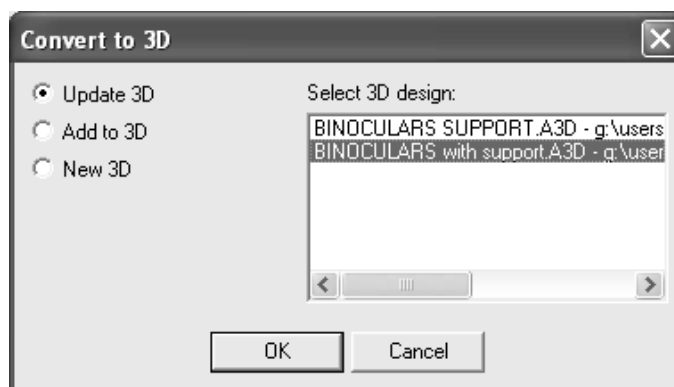 Convert to 3D
Update 3D
Add to 3D
New 3D
Select 3D design:
BINOCULARS SUPPORT.A3D - g:\users
BINOCULARS with support.A3D - g:\user
OK
Cancel